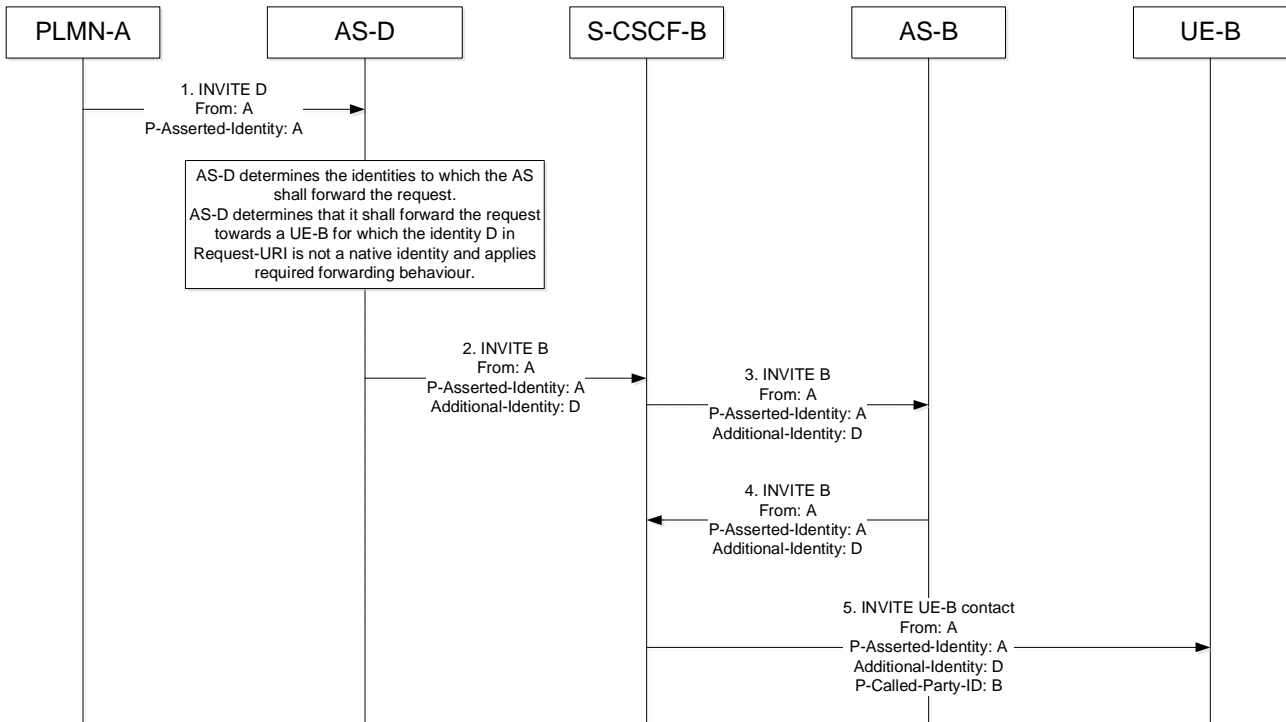 PLMN-A
AS-D
S-CSCF-B
AS-B
UE-B
1. INVITE D
From: A
P-Asserted-Identity: A
AS-D determines the identities to which the AS
shall forward the request.
AS-D determines that it shall forward the request
towards a UE-B for which the identity D in
Request-URI is not a native identity and applies
required forwarding behaviour.
2. INVITE B
From: A
P-Asserted-Identity: A
Additional-Identity: D
3. INVITE B
From: A
P-Asserted-Identity: A
Additional-Identity: D
4. INVITE B
From: A
P-Asserted-Identity: A
Additional-Identity: D
5. INVITE UE-B contact
From: A
P-Asserted-Identity: A
Additional-Identity: D
P-Called-Party-ID: B